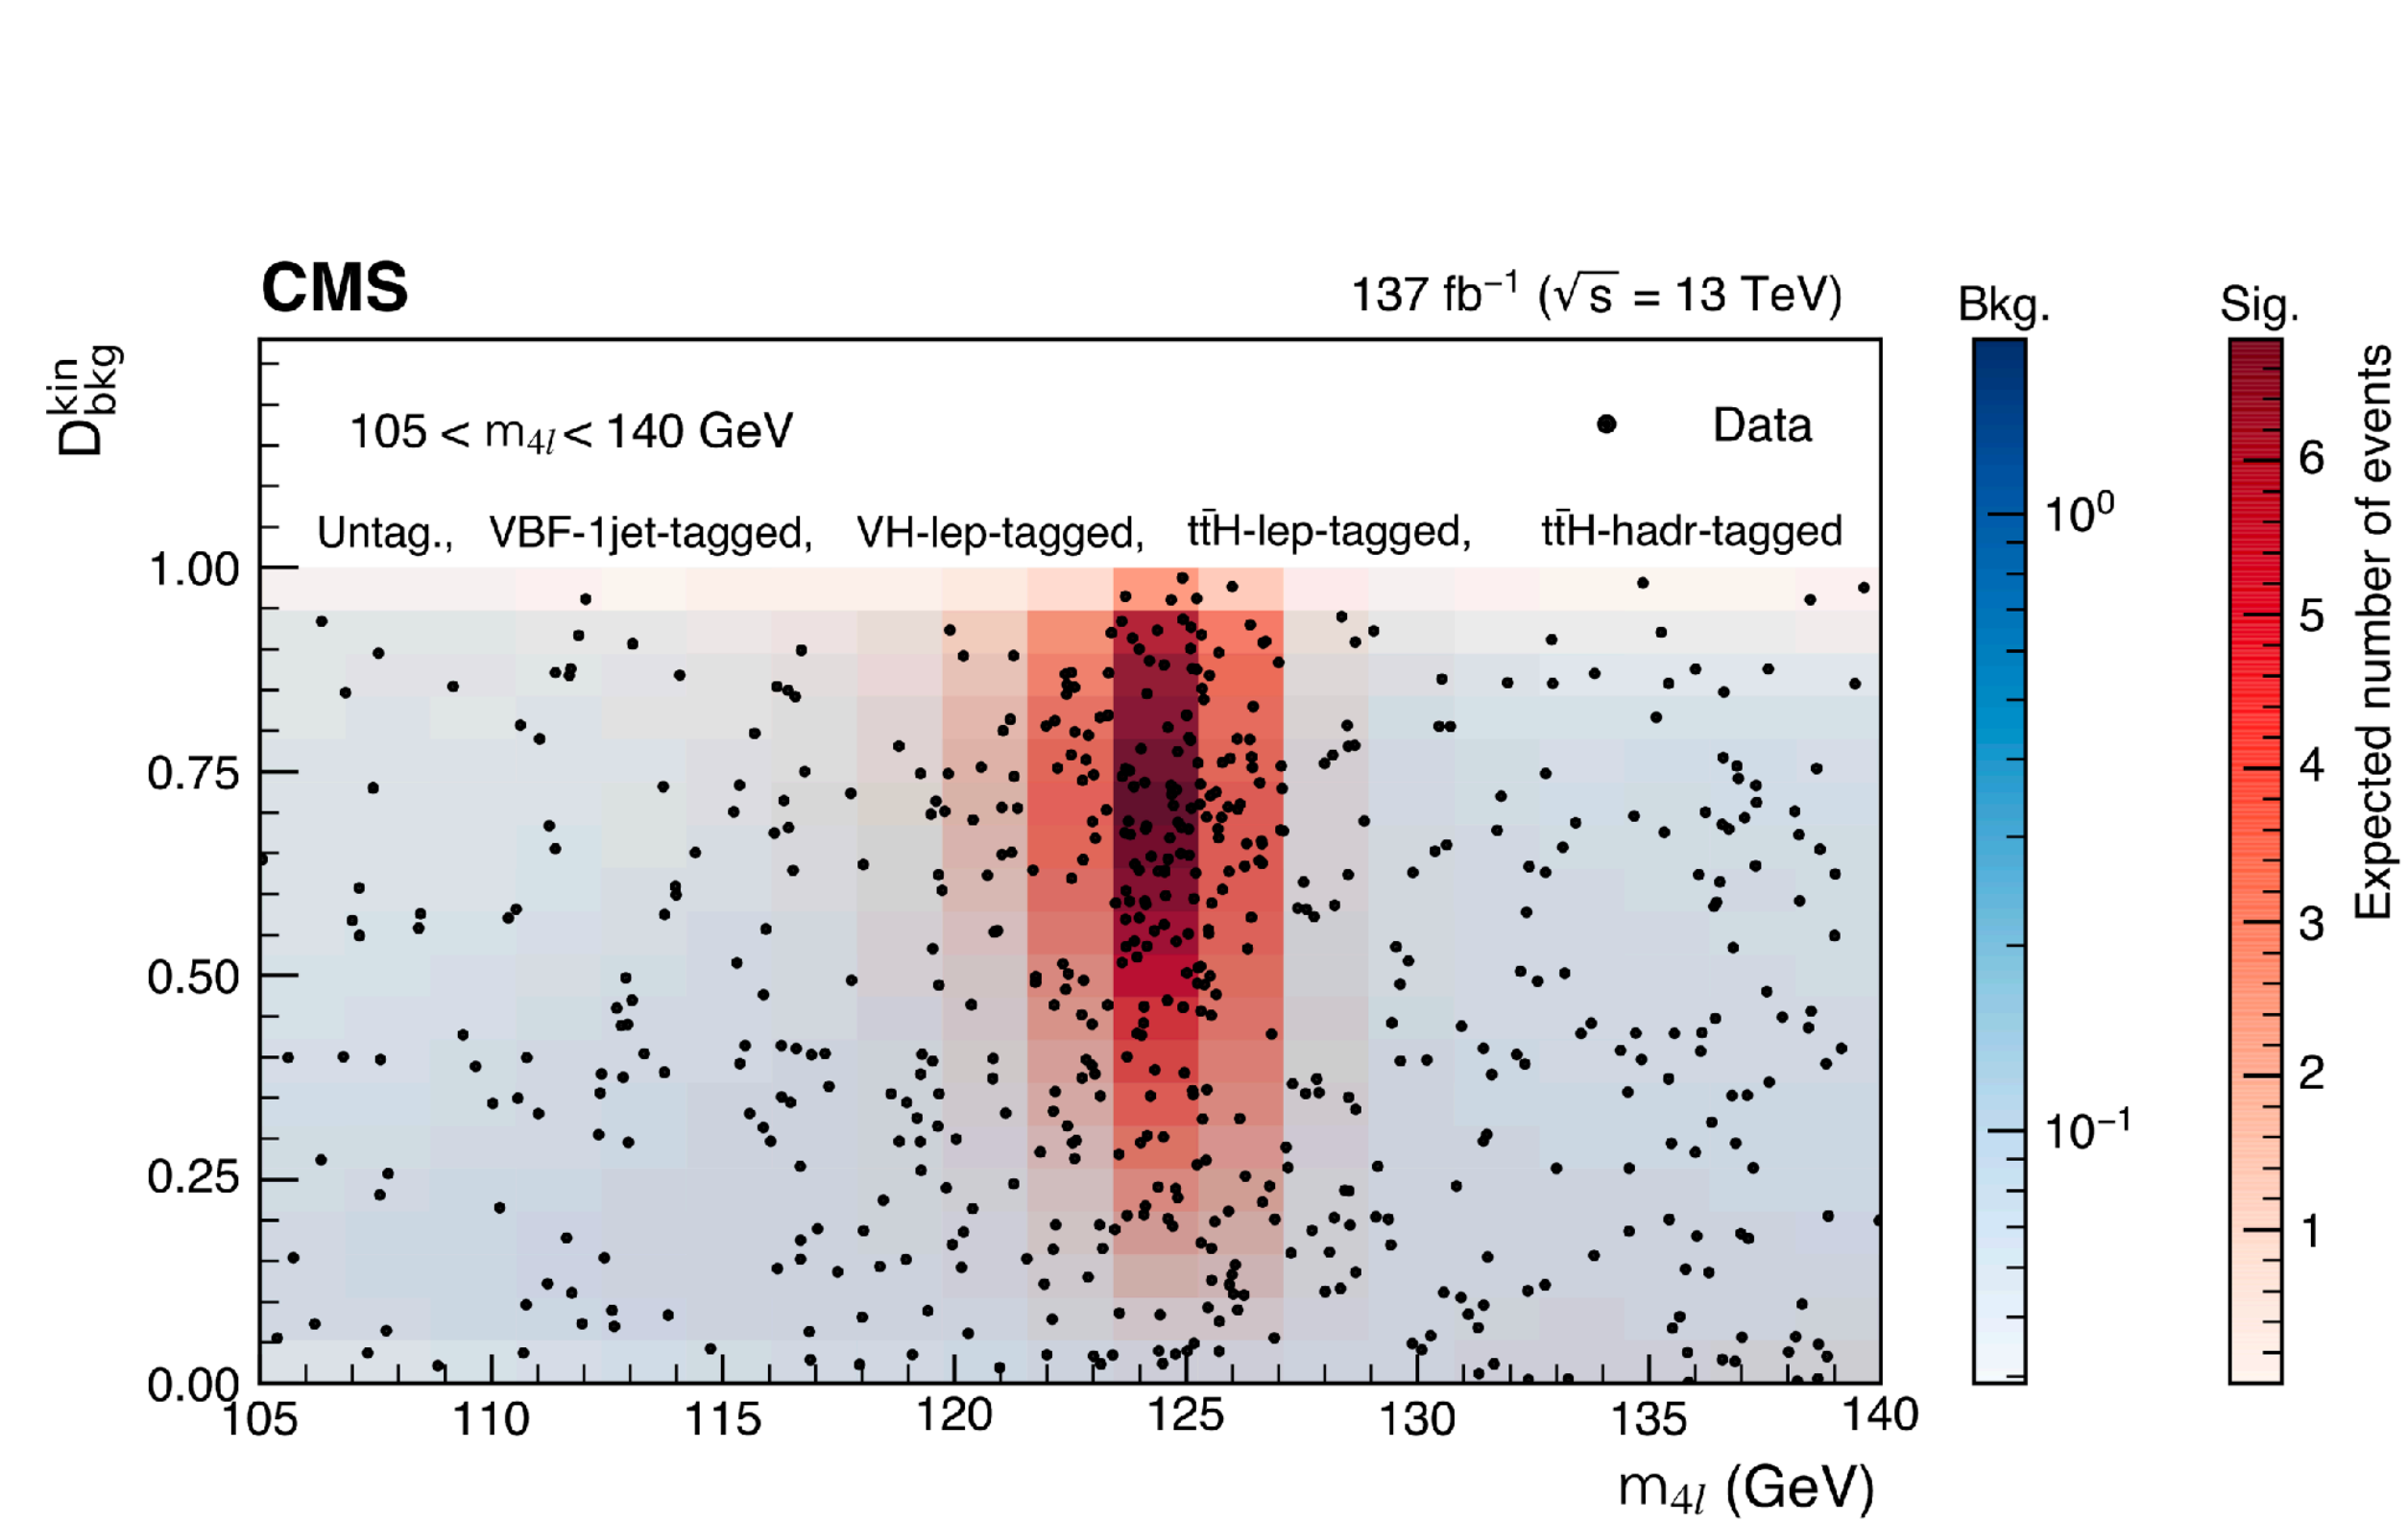 CMS 137 fb⁻¹ (√s = 13 TeV) Bkg. Sig.
D^kin_bkg
105 < m₄ₗ < 140 GeV Data
Untag., VBF-1jet-tagged, VH-lep-tagged, tt̄H-lep-tagged, tt̄H-hadr-tagged
1.00
0.75
0.50
0.25
0.00
105 110 115 120 125 130 135 140
m₄ₗ (GeV)
10⁰
10⁻¹
6
5
4
3
2
1
Expected number of events